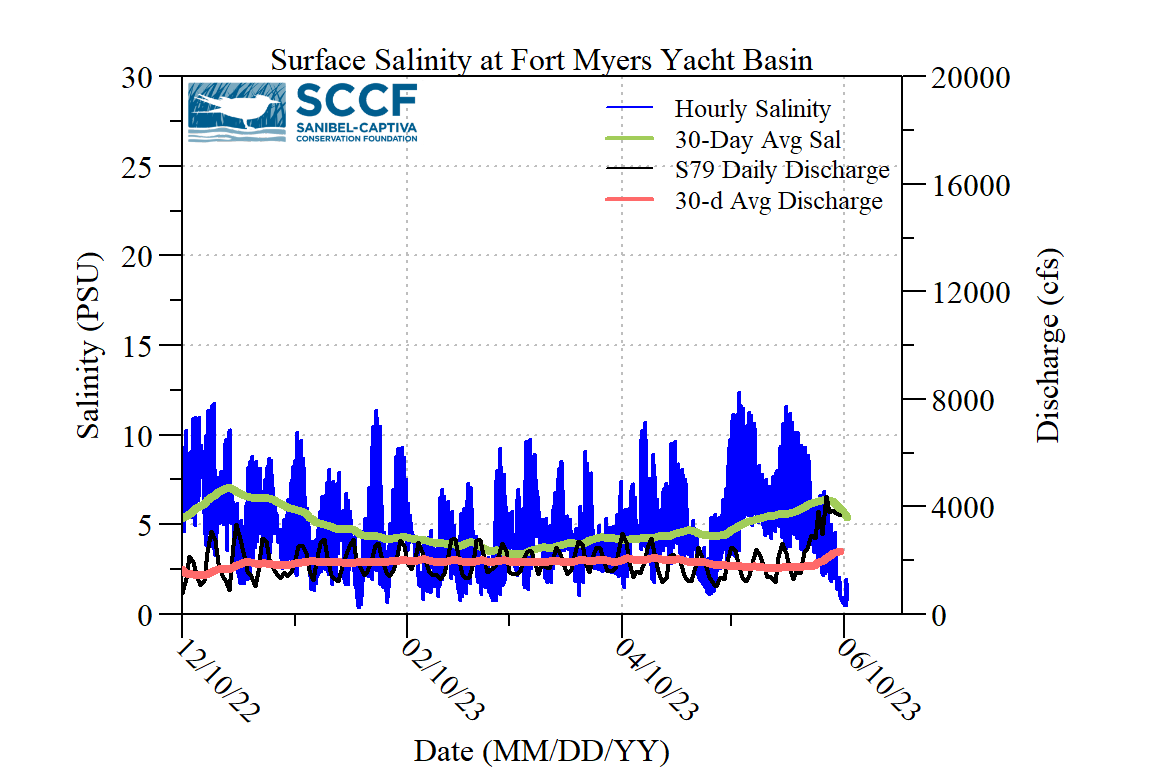 Surface Salinity at Fort Myers Yacht Basin
SCCF
SANIBEL-CAPTIVA
CONSERVATION FOUNDATION
Hourly Salinity
30-Day Avg Sal
S79 Daily Discharge
30-d Avg Discharge
30
25
20
15
10
5
0
Salinity (PSU)
20000
16000
12000
8000
4000
0
Discharge (cfs)
12/10/22
02/10/23
04/10/23
06/10/23
Date (MM/DD/YY)